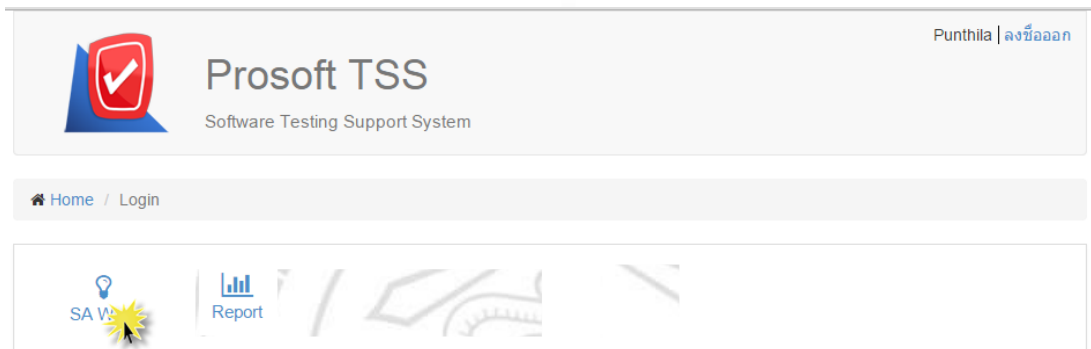 Punthila | ลงชื่อออก
Prosoft TSS
Software Testing Support System
Home / Login
SA
Report